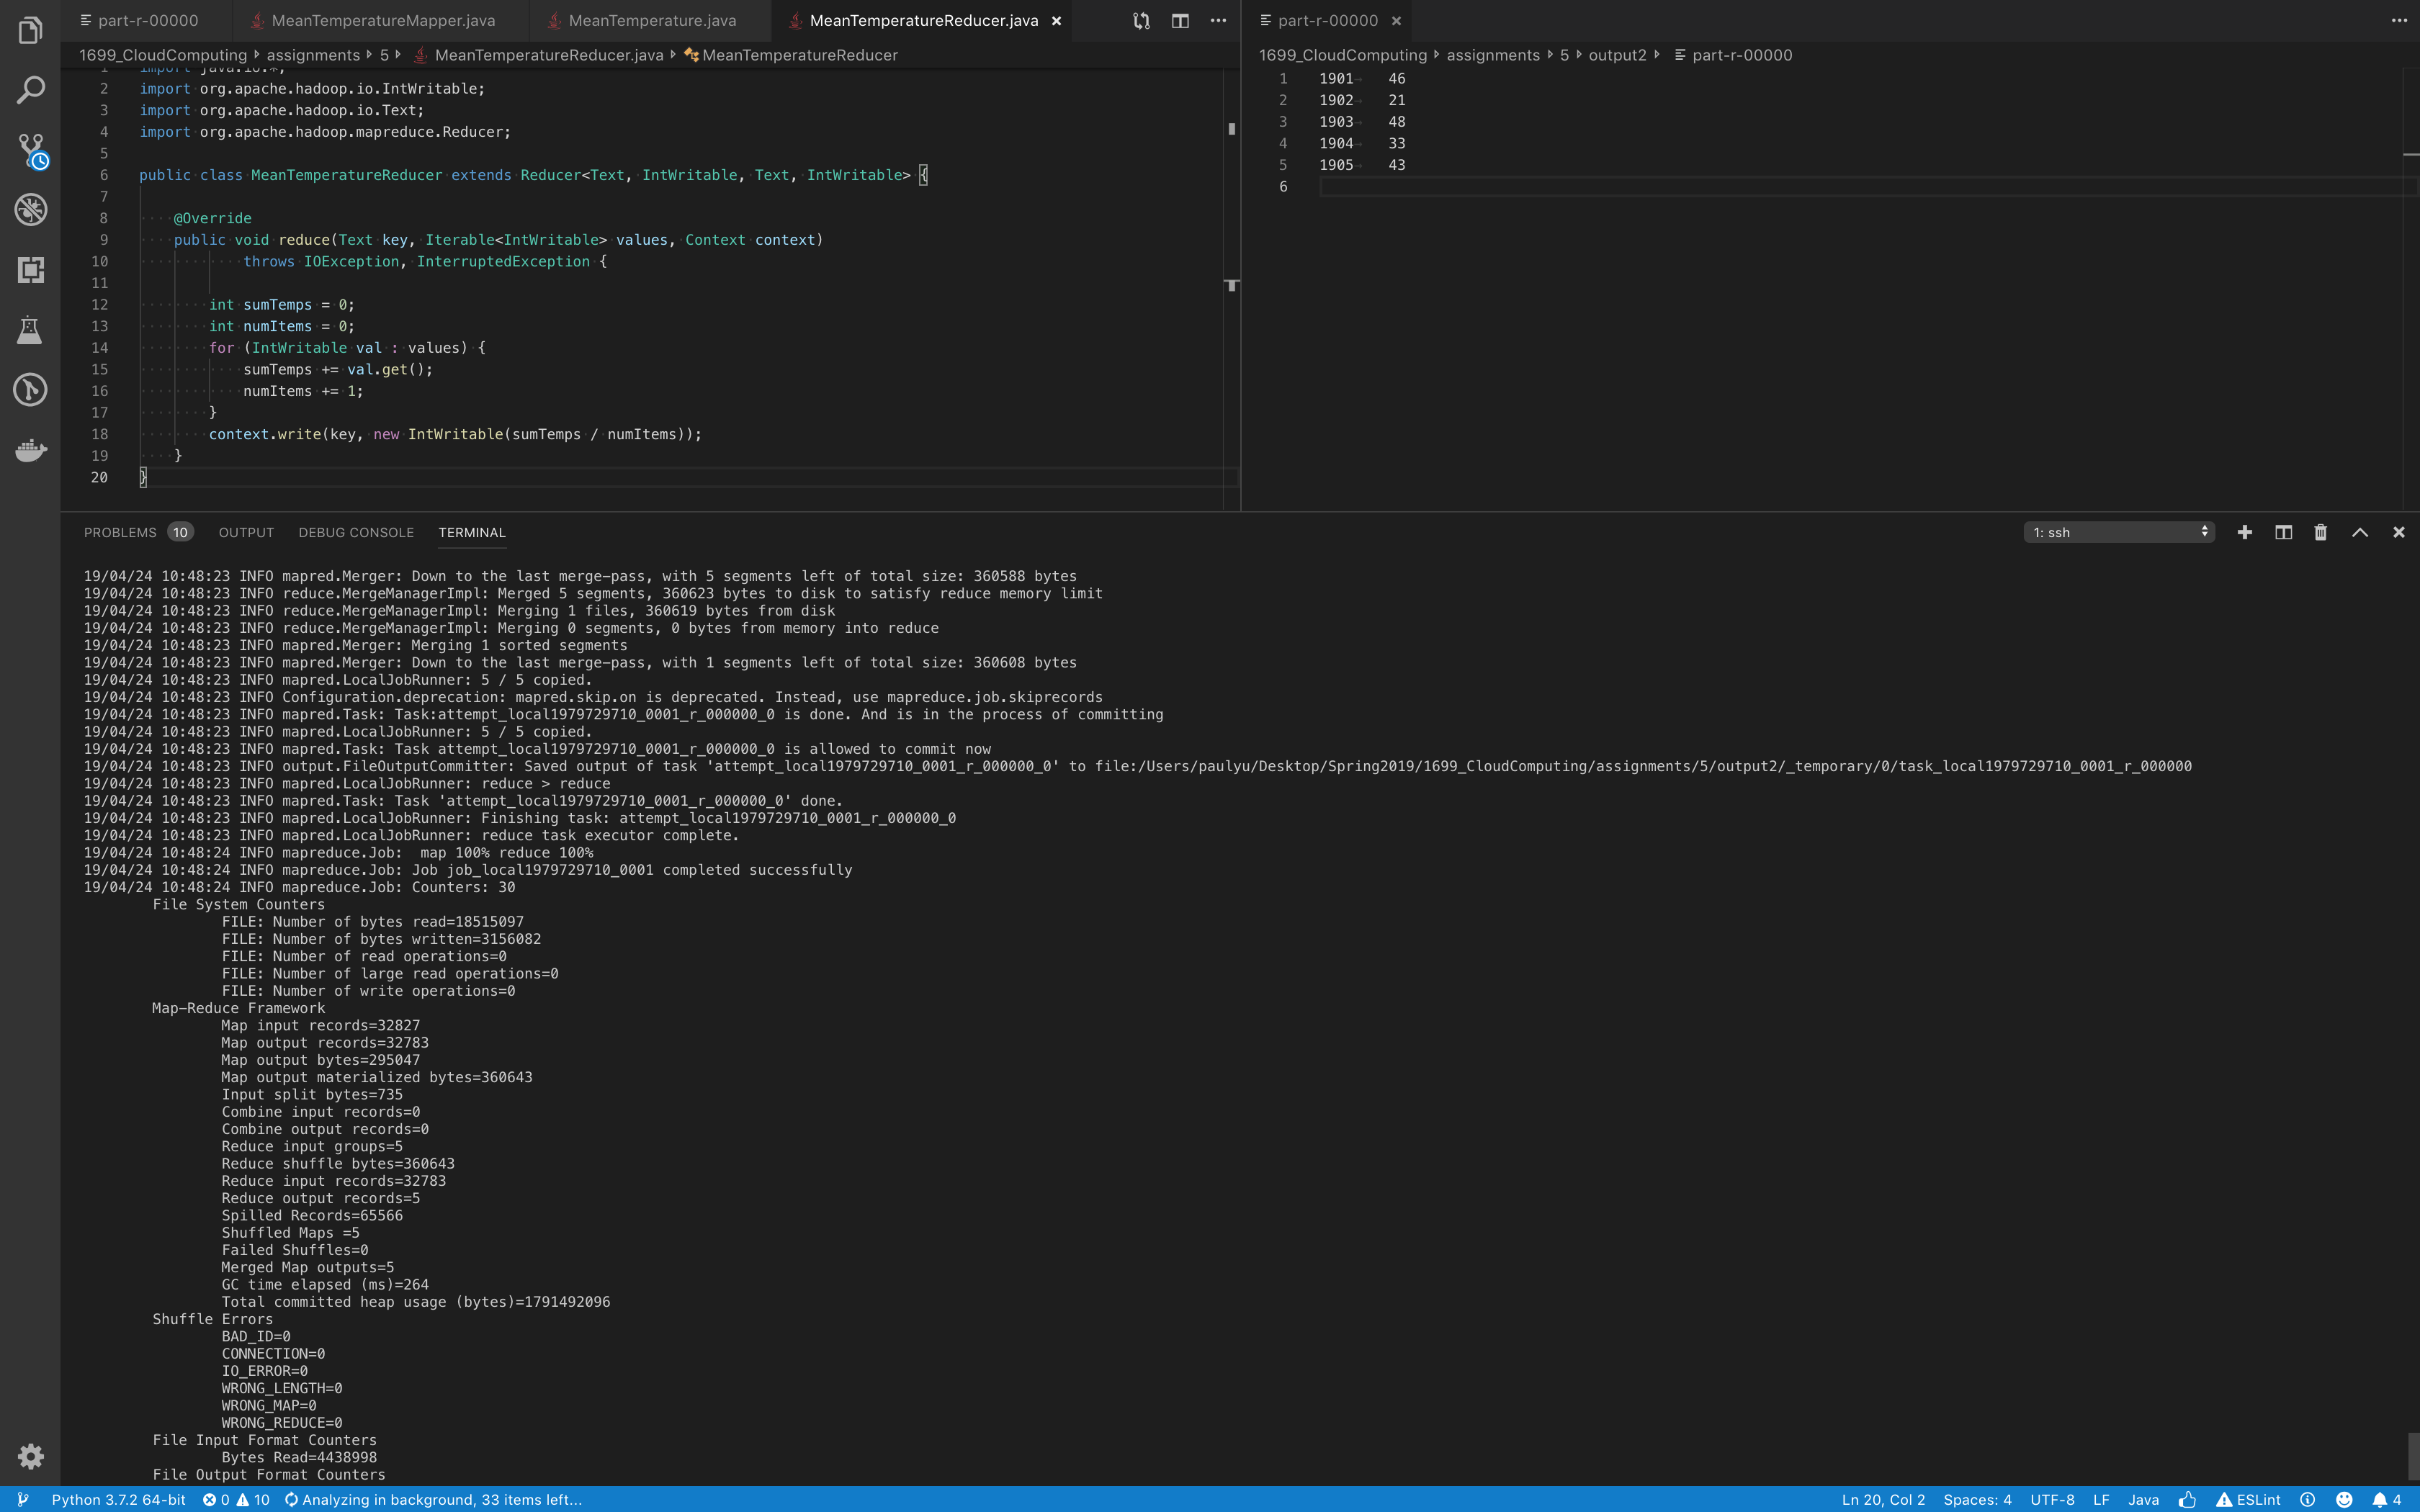 part-r-00000
MeanTemperatureMapper.java
MeanTemperature.java
MeanTemperatureReducer.java
1699_CloudComputing assignments 5 MeanTemperatureReducer.java MeanTemperatureReducer
1 import java.io.*;
2 import org.apache.hadoop.io.IntWritable;
3 import org.apache.hadoop.io.Text;
4 import org.apache.hadoop.mapreduce.Reducer;
5
6 public class MeanTemperatureReducer extends Reducer<Text, IntWritable, Text, IntWritable> {
7
8 @Override
9 public void reduce(Text key, Iterable<IntWritable> values, Context context)
10 throws IOException, InterruptedException {
11
12 int sumTemps = 0;
13 int numItems = 0;
14 for (IntWritable val : values) {
15 sumTemps += val.get();
16 numItems += 1;
17 }
18 context.write(key, new IntWritable(sumTemps / numItems));
19 }
20 }
part-r-00000
1699_CloudComputing assignments 5 output2 part-r-00000
1 1901 46
2 1902 21
3 1903 48
4 1904 33
5 1905 43
6
PROBLEMS 10 OUTPUT DEBUG CONSOLE TERMINAL
1: ssh
19/04/24 10:48:23 INFO mapred.Merger: Down to the last merge-pass, with 5 segments left of total size: 360588 bytes
19/04/24 10:48:23 INFO reduce.MergeManagerImpl: Merged 5 segments, 360623 bytes to disk to satisfy reduce memory limit
19/04/24 10:48:23 INFO reduce.MergeManagerImpl: Merging 1 files, 360619 bytes from disk
19/04/24 10:48:23 INFO reduce.MergeManagerImpl: Merging 0 segments, 0 bytes from memory into reduce
19/04/24 10:48:23 INFO mapred.Merger: Merging 1 sorted segments
19/04/24 10:48:23 INFO mapred.Merger: Down to the last merge-pass, with 1 segments left of total size: 360608 bytes
19/04/24 10:48:23 INFO mapred.LocalJobRunner: 5 / 5 copied.
19/04/24 10:48:23 INFO Configuration.deprecation: mapred.skip.on is deprecated. Instead, use mapreduce.job.skiprecords
19/04/24 10:48:23 INFO mapred.Task: Task:attempt_local1979729710_0001_r_000000_0 is done. And is in the process of committing
19/04/24 10:48:23 INFO mapred.LocalJobRunner: 5 / 5 copied.
19/04/24 10:48:23 INFO mapred.Task: Task attempt_local1979729710_0001_r_000000_0 is allowed to commit now
19/04/24 10:48:23 INFO output.FileOutputCommitter: Saved output of task 'attempt_local1979729710_0001_r_000000_0' to file:/Users/paulyu/Desktop/Spring2019/1699_CloudComputing/assignments/5/output2/_temporary/0/task_local1979729710_0001_r_000000
19/04/24 10:48:23 INFO mapred.LocalJobRunner: reduce > reduce
19/04/24 10:48:23 INFO mapred.Task: Task 'attempt_local1979729710_0001_r_000000_0' done.
19/04/24 10:48:23 INFO mapred.LocalJobRunner: Finishing task: attempt_local1979729710_0001_r_000000_0
19/04/24 10:48:23 INFO mapred.LocalJobRunner: reduce task executor complete.
19/04/24 10:48:24 INFO mapreduce.Job:  map 100% reduce 100%
19/04/24 10:48:24 INFO mapreduce.Job: Job job_local1979729710_0001 completed successfully
19/04/24 10:48:24 INFO mapreduce.Job: Counters: 30
File System Counters
FILE: Number of bytes read=18515097
FILE: Number of bytes written=3156082
FILE: Number of read operations=0
FILE: Number of large read operations=0
FILE: Number of write operations=0
Map-Reduce Framework
Map input records=32827
Map output records=32783
Map output bytes=295047
Map output materialized bytes=360643
Input split bytes=735
Combine input records=0
Combine output records=0
Reduce input groups=5
Reduce shuffle bytes=360643
Reduce input records=32783
Reduce output records=5
Spilled Records=65566
Shuffled Maps =5
Failed Shuffles=0
Merged Map outputs=5
GC time elapsed (ms)=264
Total committed heap usage (bytes)=1791492096
Shuffle Errors
BAD_ID=0
CONNECTION=0
IO_ERROR=0
WRONG_LENGTH=0
WRONG_MAP=0
WRONG_REDUCE=0
File Input Format Counters
Bytes Read=4438998
File Output Format Counters
Python 3.7.2 64-bit 0 10 Analyzing in background, 33 items left... Ln 20, Col 2 Spaces: 4 UTF-8 LF Java ESLint 4